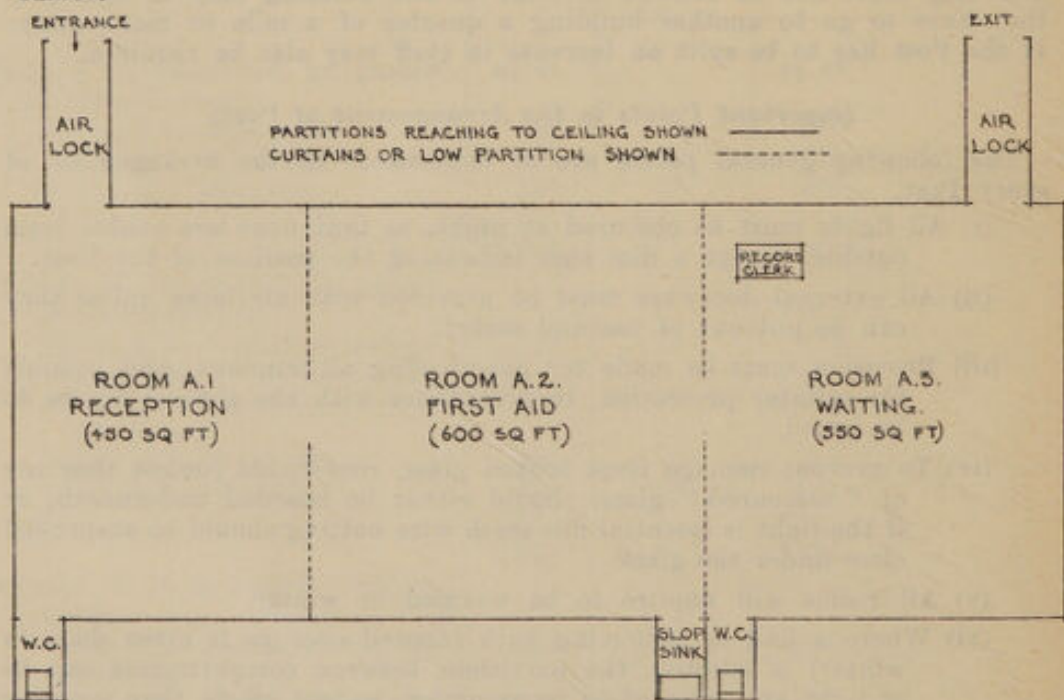 ENTRANCE
EXIT
AIR
LOCK
PARTITIONS REACHING TO CEILING SHOWN
CURTAINS OR LOW PARTITION SHOWN
AIR
LOCK
RECORD
CLERK
ROOM A.1
RECEPTION
(450 SQ FT)
ROOM A.2.
FIRST AID
(600 SQ FT)
ROOM A.3.
WAITING.
(550 SQ FT)
W.C.
SLOP
SINK
W.C.